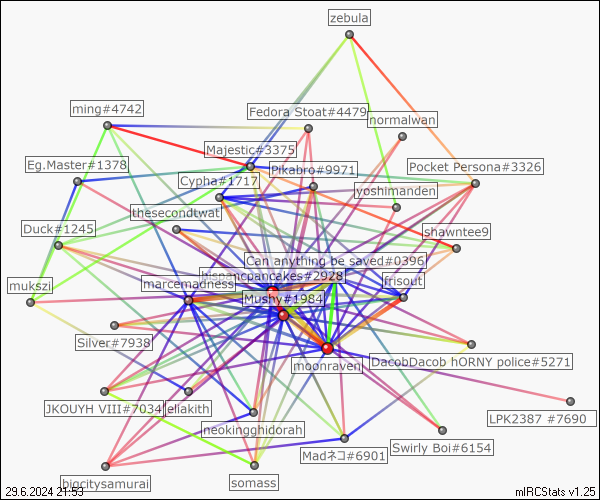 zebula
ming#4742
Fedora Stoat#4479
normalwan
Majestic#3375
Eg.Master#1378
Pikabro#9971
Pocket Persona#3326
Cypha#1717
yoshimanden
thesecondtwat
Duck#1245
shawntee9
Can anything be saved#0396
hispanicpancakes#2928
mukszi
marcemadness
frisout
Mushy#1984
Silver#7938
moonraven
DacobDacob hORNY police#5271
JKOUYH VIII#7034
eliakith
LPK2387 #7690
neokingghidorah
Swirly Boi#6154
Madネコ#6901
bigcitysamurai
somass
29.6.2024 21:53
mIRCStats v1.25